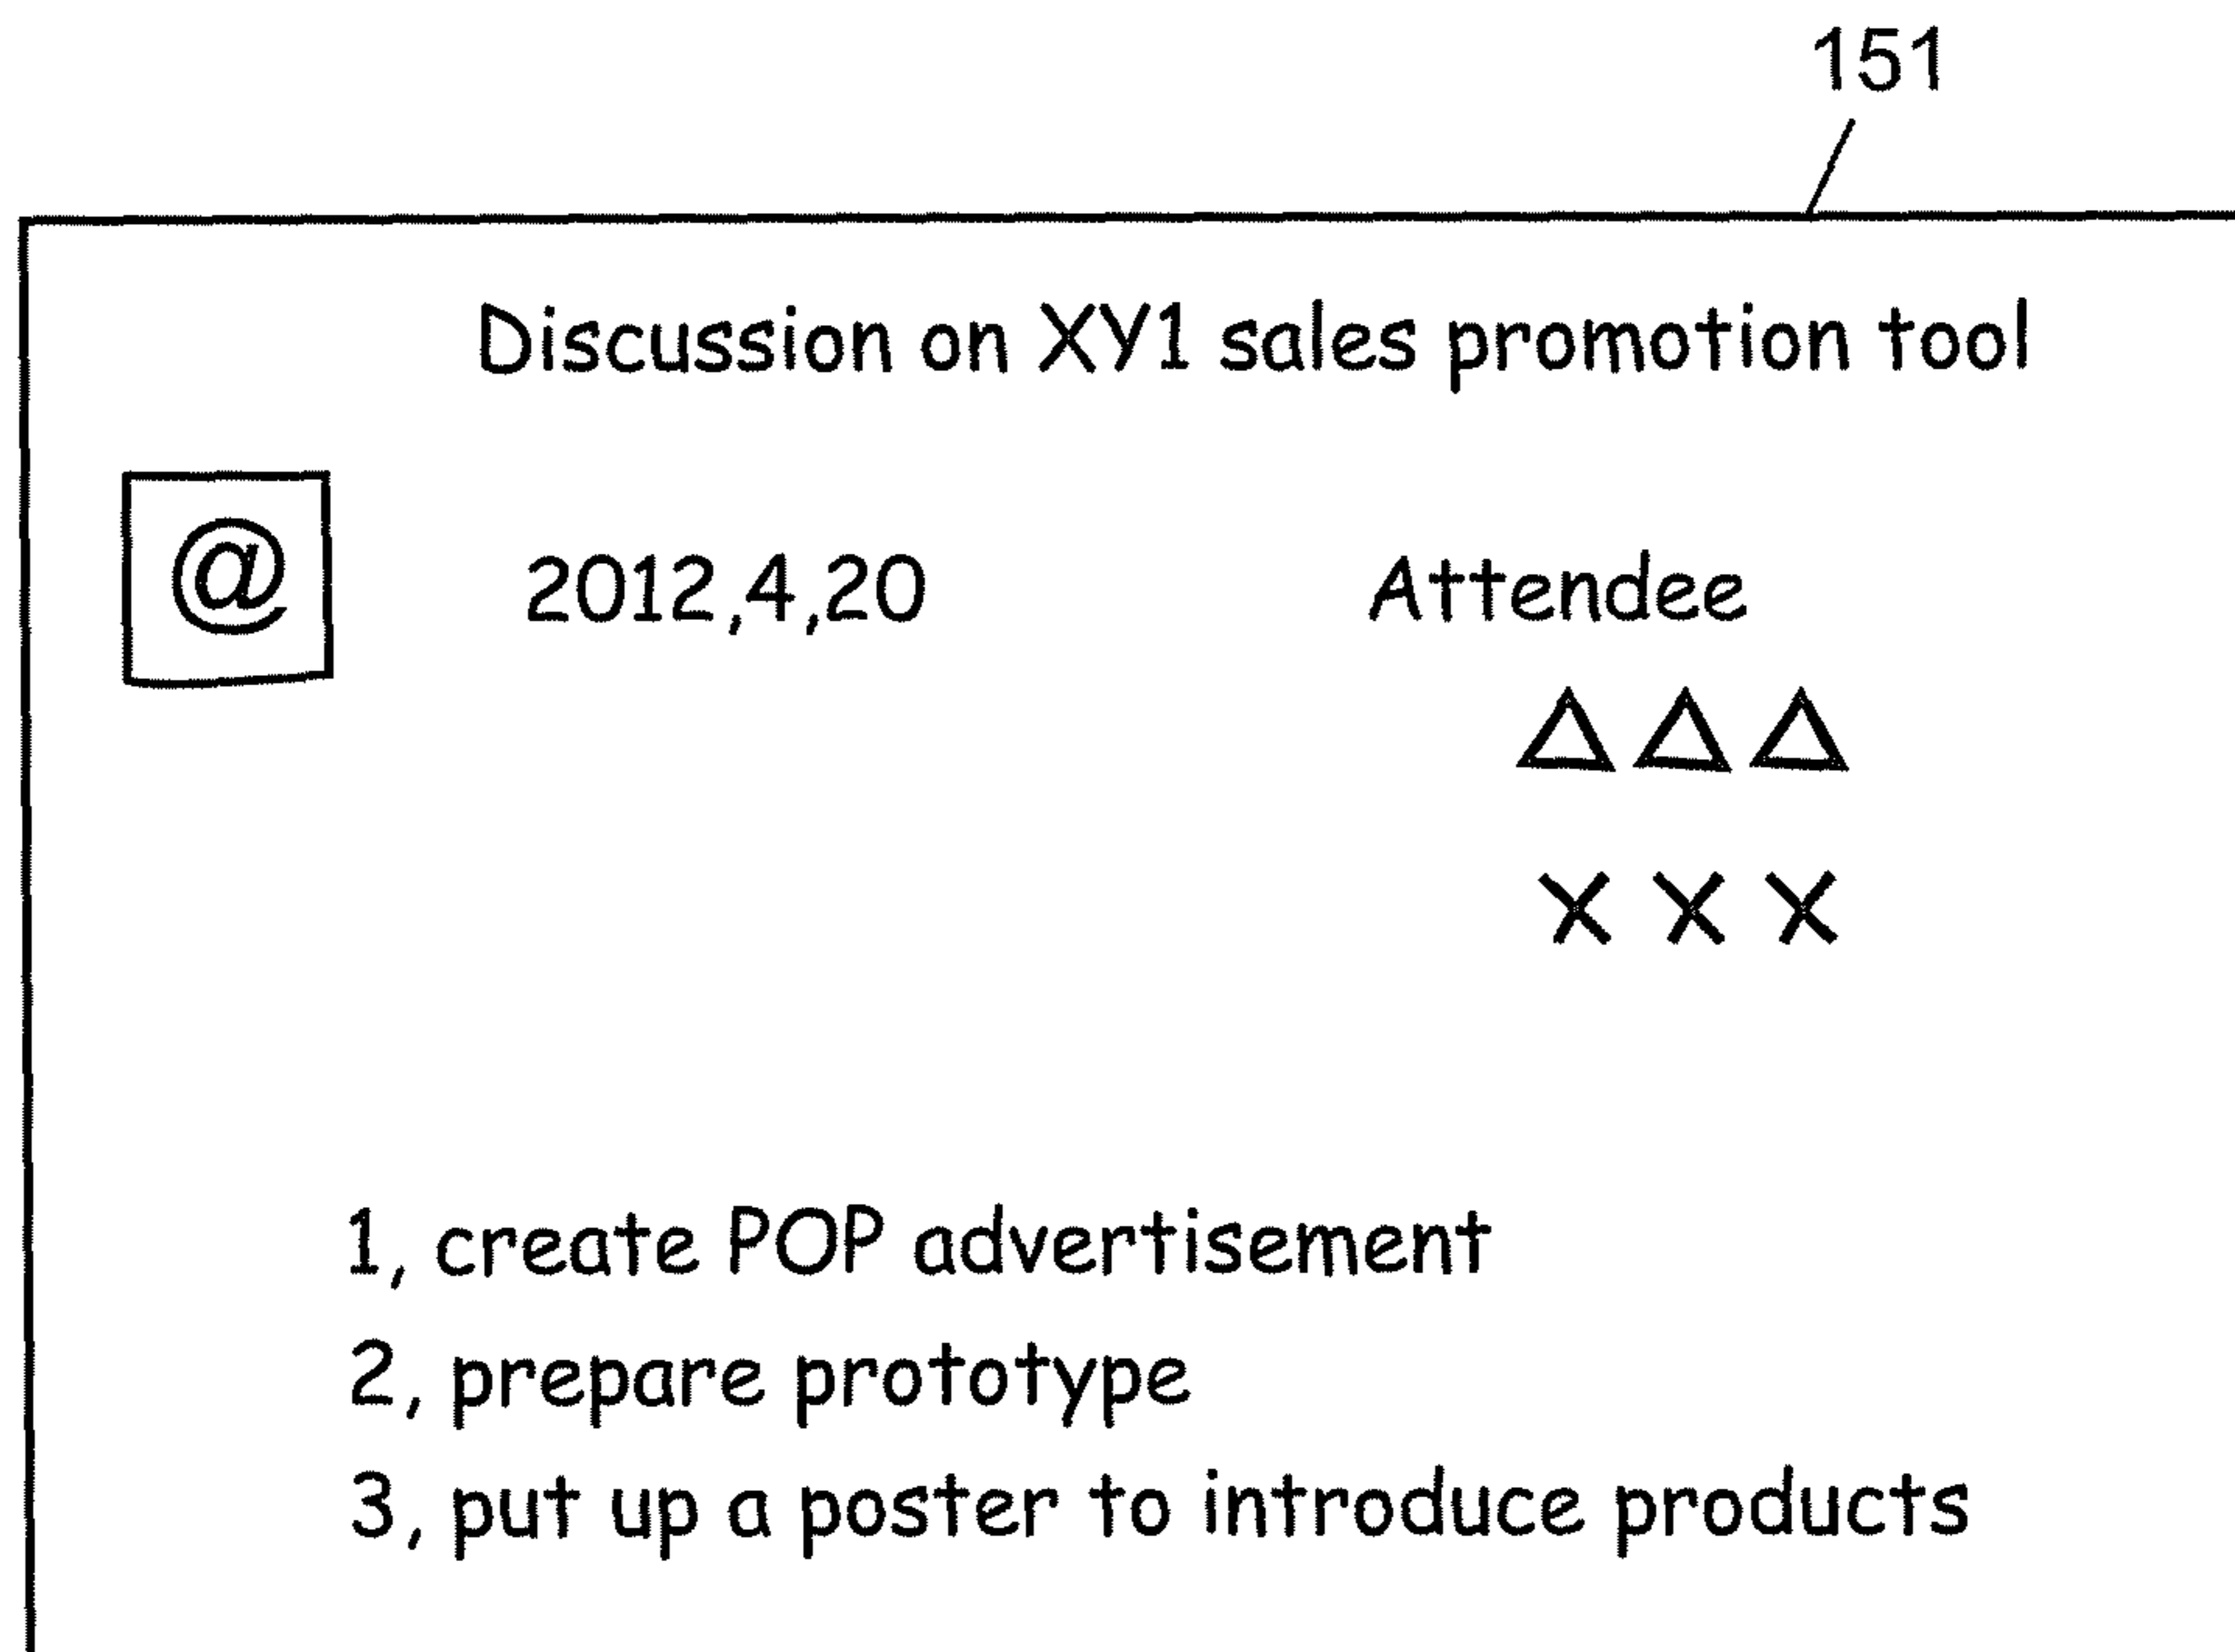 151
Discussion on XY1 sales promotion tool
@ 2012,4,20 Attendee
△△△
×××
1, create POP advertisement
2, prepare prototype
3, put up a poster to introduce products